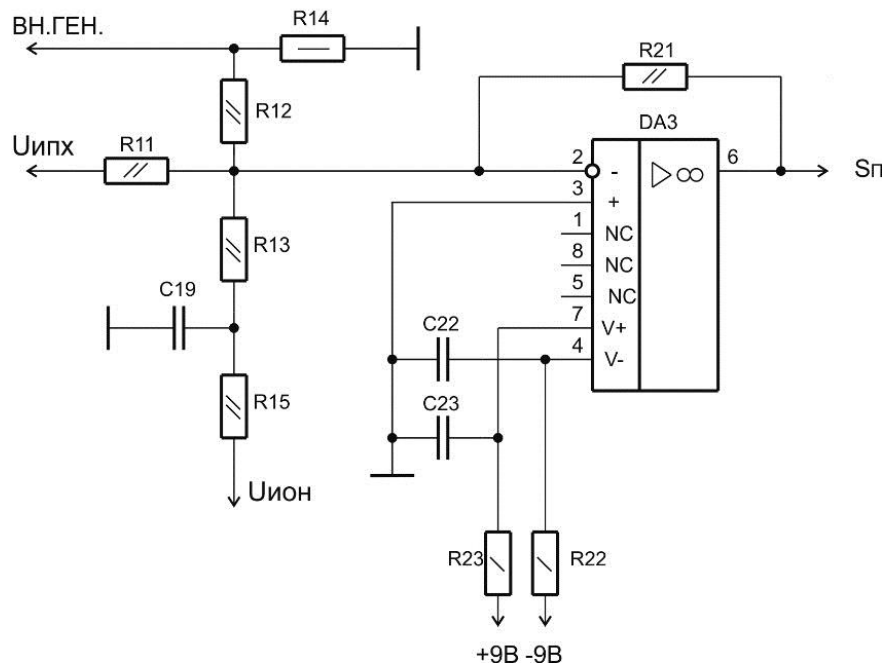 ВН.ГЕН.
R14
R21
R12
DA3
Uипх
R11
2
-
▷∞
6
Sп
3
+
1
NC
R13
8
NC
C19
5
NC
7
V+
C22
4
V-
R15
C23
Uион
R23
R22
+9В -9В